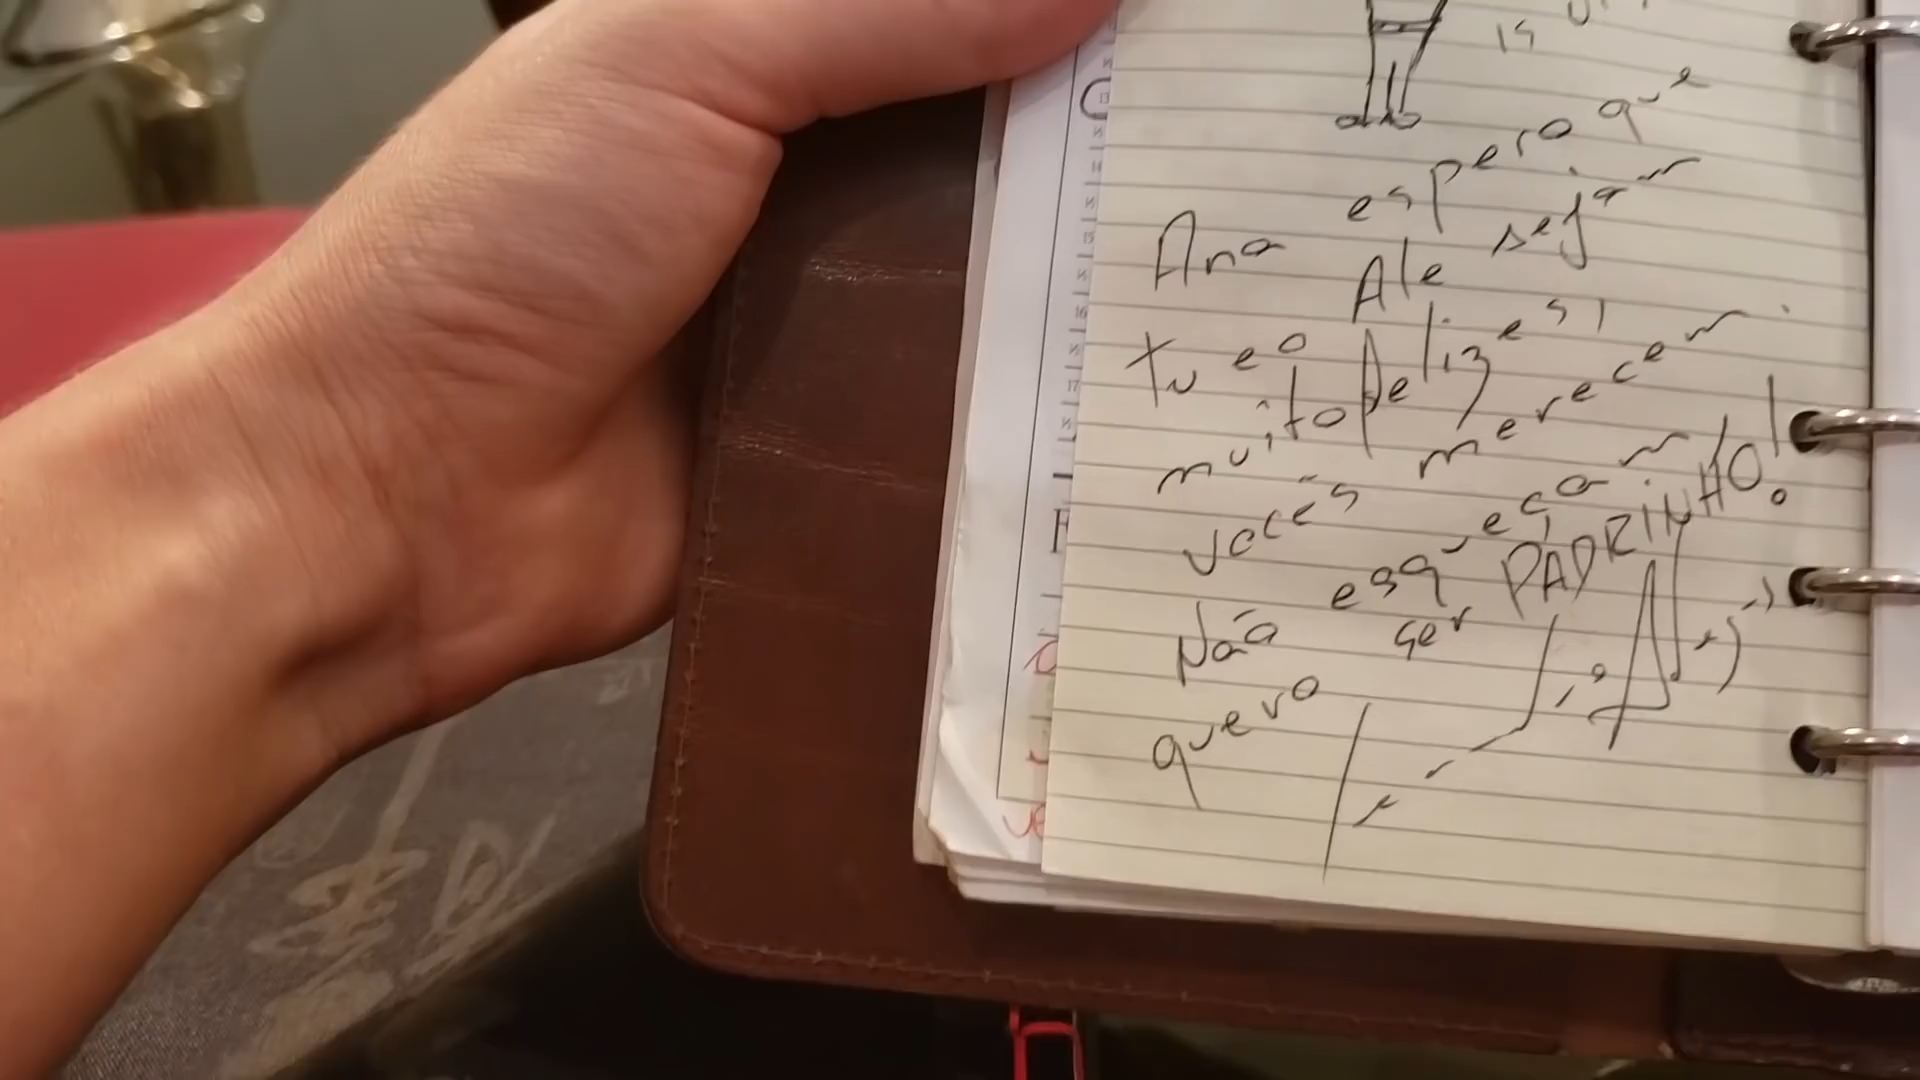 Ana espero que
tu e o Ale sejam
muito felizes!
vocês merecem.
Não esqueçam
quero ser PADRINHO!